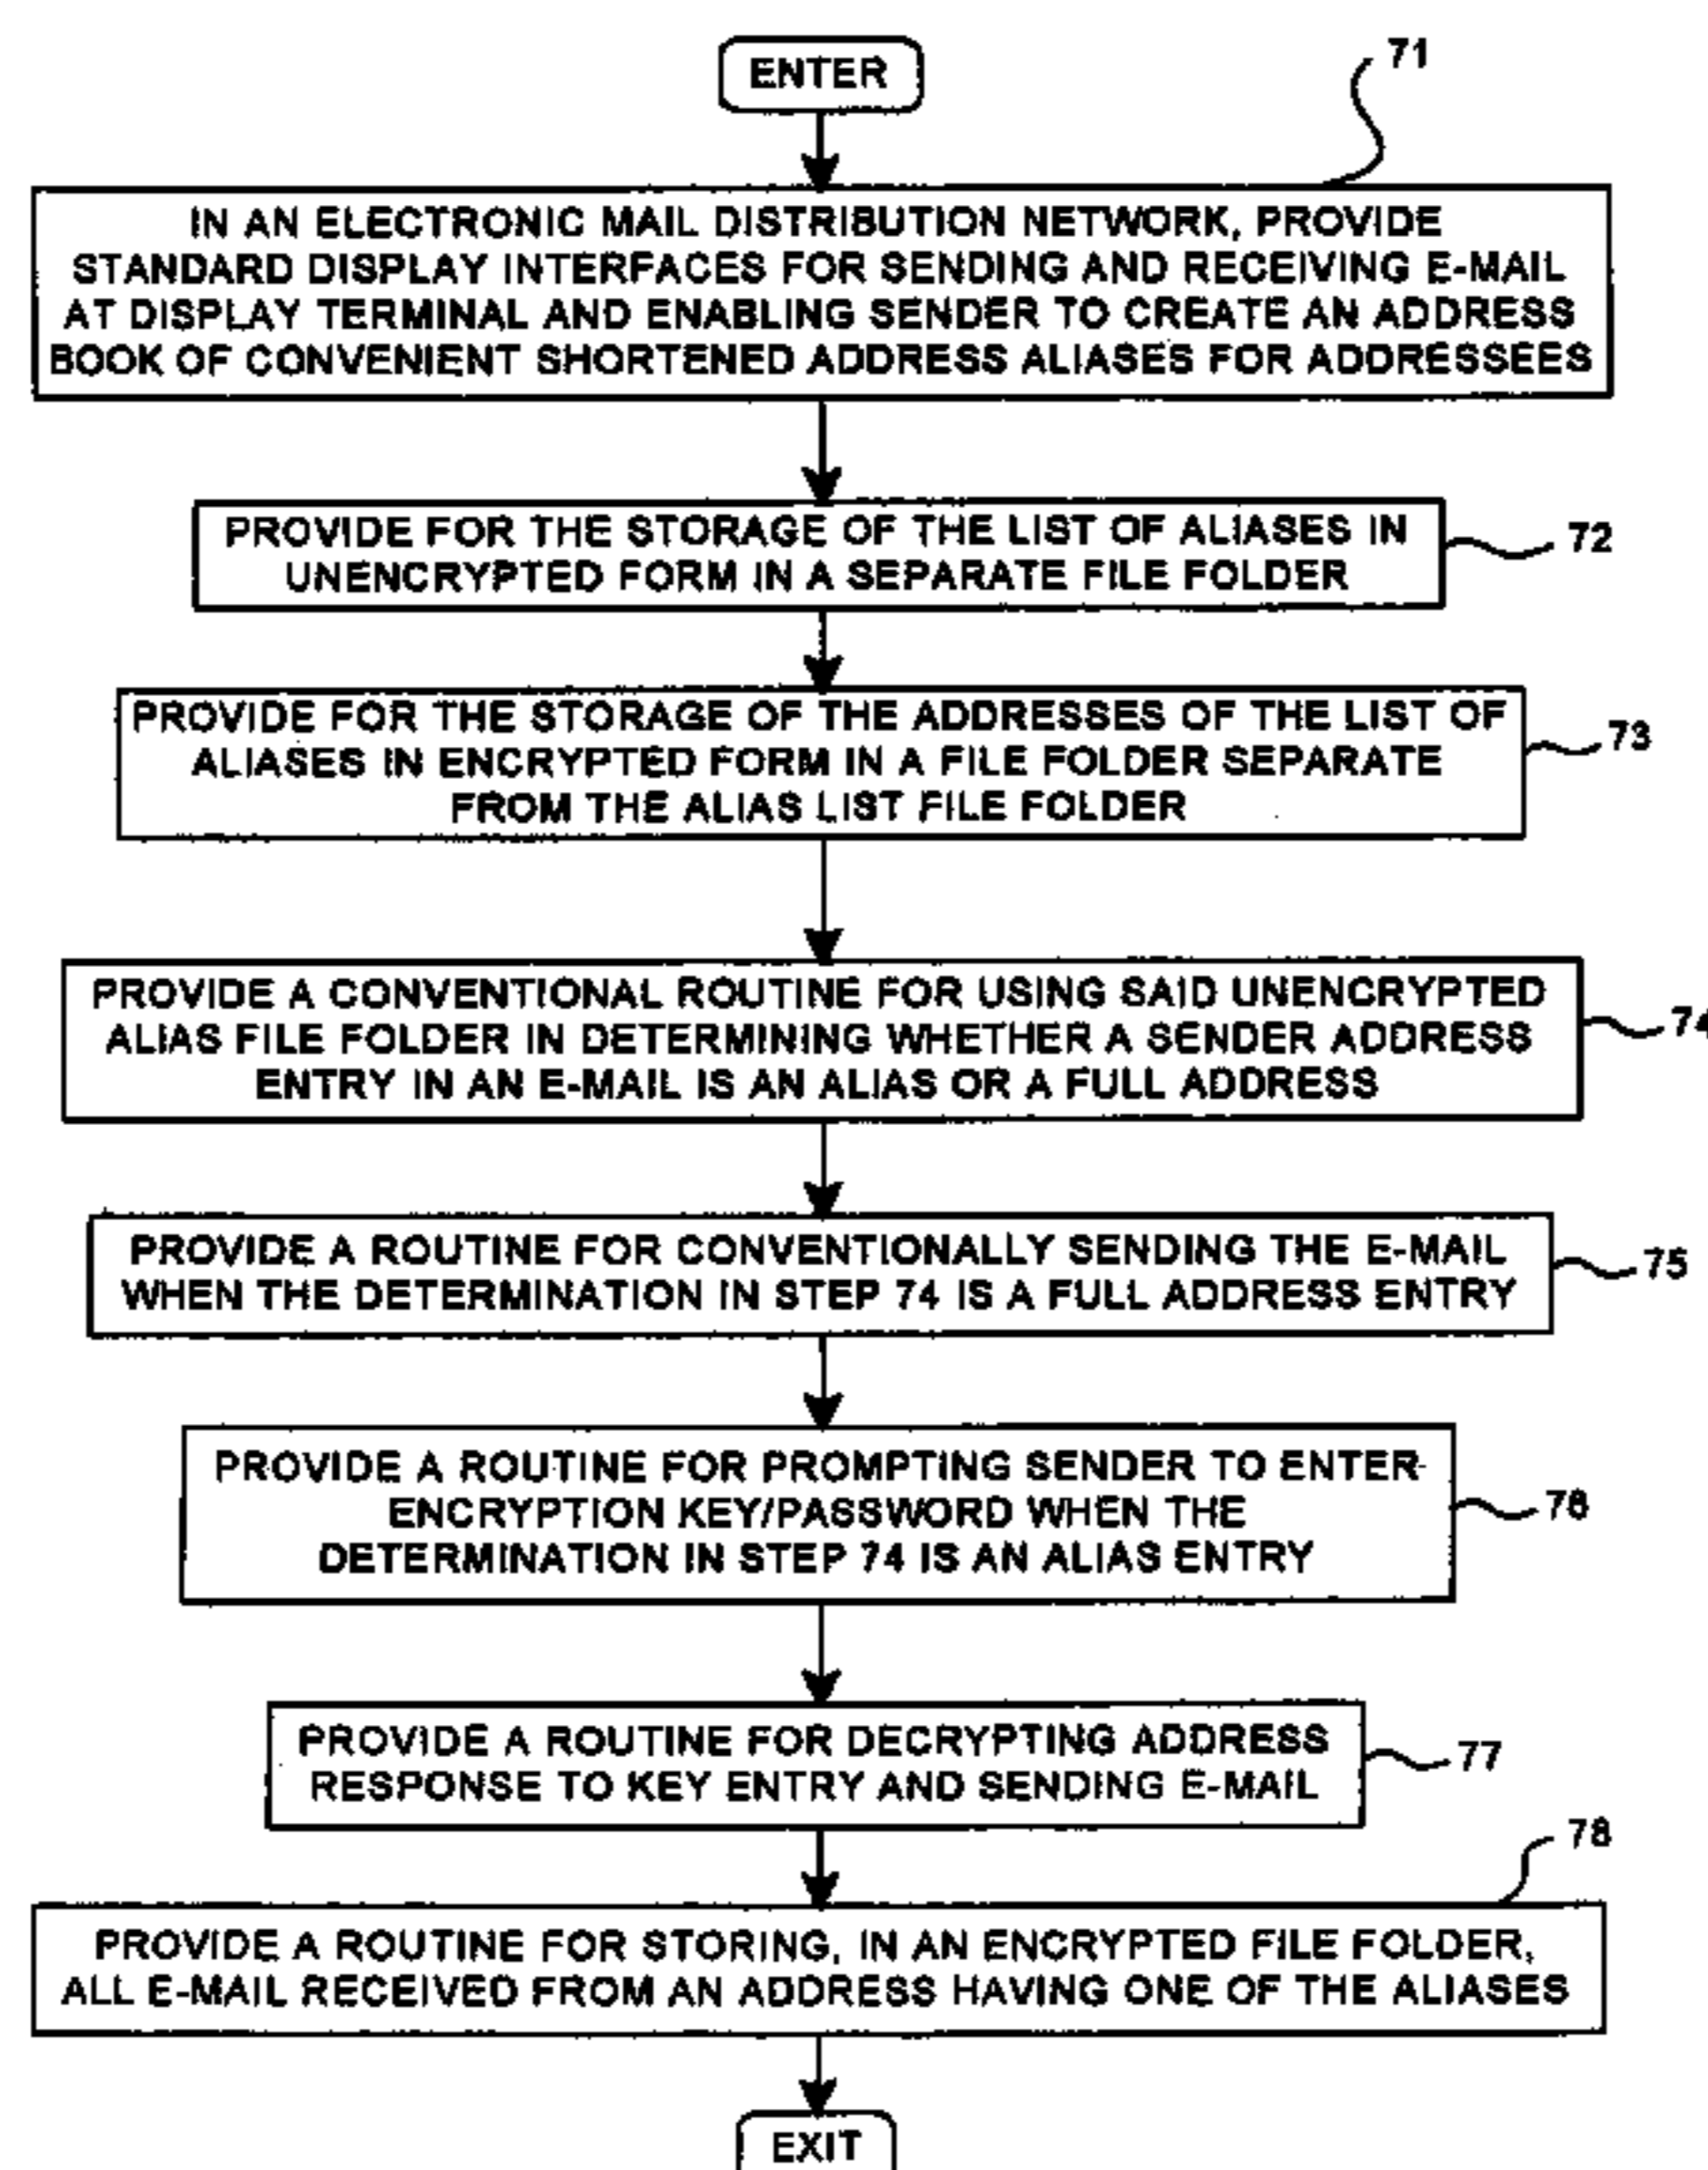 ENTER
71
IN AN ELECTRONIC MAIL DISTRIBUTION NETWORK, PROVIDE
STANDARD DISPLAY INTERFACES FOR SENDING AND RECEIVING E-MAIL
AT DISPLAY TERMINAL AND ENABLING SENDER TO CREATE AN ADDRESS
BOOK OF CONVENIENT SHORTENED ADDRESS ALIASES FOR ADDRESSEES
PROVIDE FOR THE STORAGE OF THE LIST OF ALIASES IN
UNENCRYPTED FORM IN A SEPARATE FILE FOLDER
72
PROVIDE FOR THE STORAGE OF THE ADDRESSES OF THE LIST OF
ALIASES IN ENCRYPTED FORM IN A FILE FOLDER SEPARATE
FROM THE ALIAS LIST FILE FOLDER
73
PROVIDE A CONVENTIONAL ROUTINE FOR USING SAID UNENCRYPTED
ALIAS FILE FOLDER IN DETERMINING WHETHER A SENDER ADDRESS
ENTRY IN AN E-MAIL IS AN ALIAS OR A FULL ADDRESS
74
PROVIDE A ROUTINE FOR CONVENTIONALLY SENDING THE E-MAIL
WHEN THE DETERMINATION IN STEP 74 IS A FULL ADDRESS ENTRY
75
PROVIDE A ROUTINE FOR PROMPTING SENDER TO ENTER
ENCRYPTION KEY/PASSWORD WHEN THE
DETERMINATION IN STEP 74 IS AN ALIAS ENTRY
76
PROVIDE A ROUTINE FOR DECRYPTING ADDRESS
RESPONSE TO KEY ENTRY AND SENDING E-MAIL
77
78
PROVIDE A ROUTINE FOR STORING, IN AN ENCRYPTED FILE FOLDER,
ALL E-MAIL RECEIVED FROM AN ADDRESS HAVING ONE OF THE ALIASES
EXIT